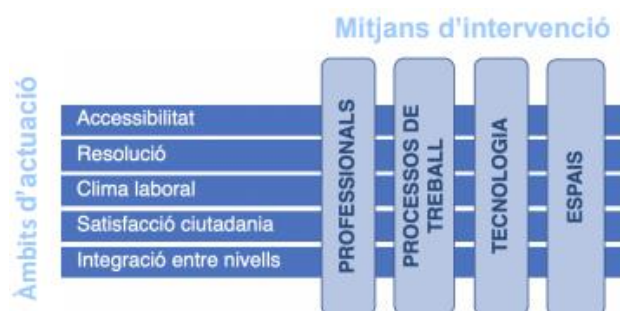 Mitjans d'intervenció
Àmbits d'actuació
Accessibilitat
Resolució
Clima laboral
Satisfacció ciutadania
Integració entre nivells
PROFESSIONALS
PROCESSOS DE
TREBALL
TECNOLOGIA
ESPAIS